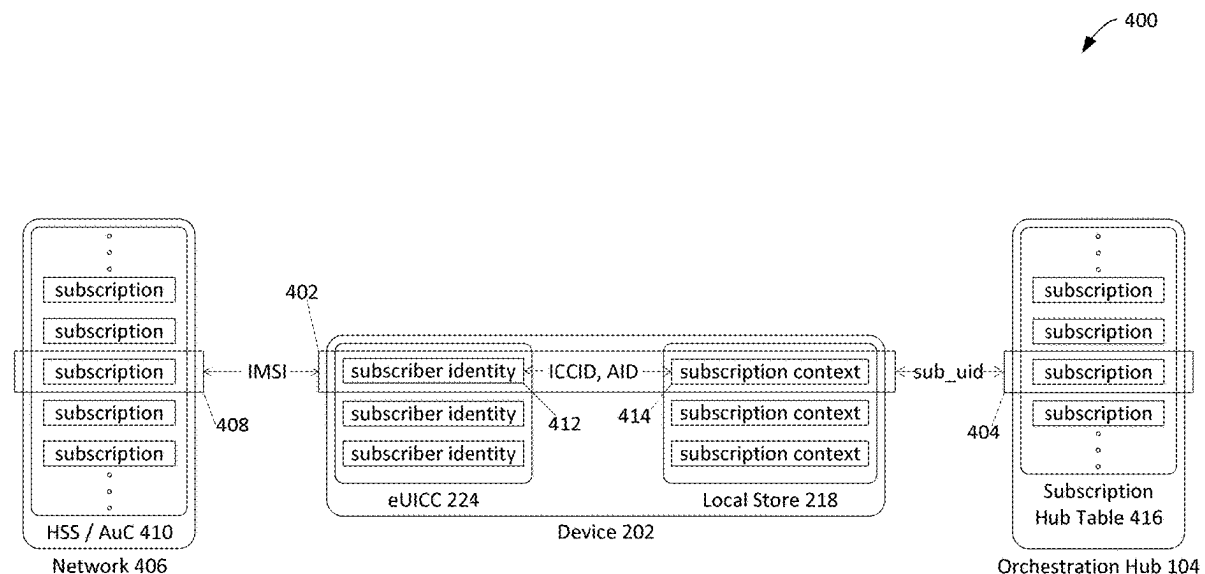 400
subscription
subscription
subscription
subscription
subscription
HSS / AuC 410
Network 406
408
IMSI
402
subscriber identity
subscriber identity
subscriber identity
eUICC 224
412
ICCID, AID
414
subscription context
subscription context
subscription context
Local Store 218
Device 202
sub_uid
404
subscription
subscription
subscription
subscription
Subscription
Hub Table 416
Orchestration Hub 104